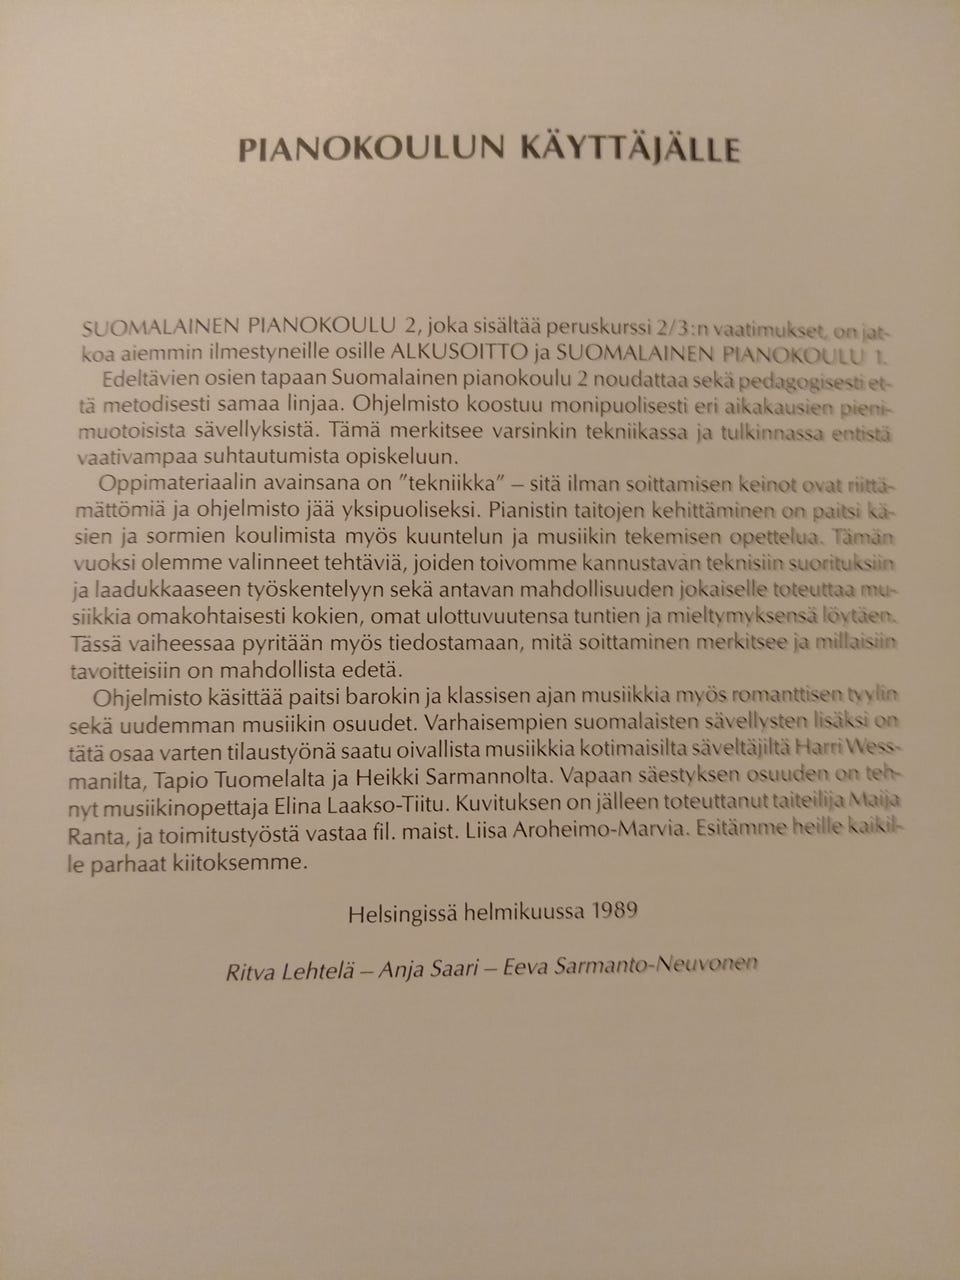 PIANOKOULUN KÄYTTÄJÄLLE
SUOMALAINEN PIANOKOULU 2, joka sisältää peruskurssi 2/3:n vaatimukset, on jat-
koa aiemmin ilmestyneille osille ALKUSOITTO ja SUOMALAINEN PIANOKOULU 1.
Edeltävien osien tapaan Suomalainen pianokoulu 2 noudattaa sekä pedagogisesti et-
tä metodisesti samaa linjaa. Ohjelmisto koostuu monipuolisesti eri aikakausien pieni-
muotoisista sävellyksistä. Tämä merkitsee varsinkin tekniikassa ja tulkinnassa entistä
vaativampaa suhtautumista opiskeluun.
Oppimateriaalin avainsana on ”tekniikka” – sitä ilman soittamisen keinot ovat riittä-
mättömiä ja ohjelmisto jää yksipuoliseksi. Pianistin taitojen kehittäminen on paitsi kä-
sien ja sormien koulimista myös kuuntelun ja musiikin tekemisen opettelua. Tämän
vuoksi olemme valinneet tehtäviä, joiden toivomme kannustavan teknisiin suorituksiin
ja laadukkaaseen työskentelyyn sekä antavan mahdollisuuden jokaiselle toteuttaa mu-
siikkia omakohtaisesti kokien, omat ulottuvuutensa tuntien ja mieltymyksensä löytäen.
Tässä vaiheessaa pyritään myös tiedostamaan, mitä soittaminen merkitsee ja millaisiin
tavoitteisiin on mahdollista edetä.
Ohjelmisto käsittää paitsi barokin ja klassisen ajan musiikkia myös romanttisen tyylin
sekä uudemman musiikin osuudet. Varhaisempien suomalaisten sävellysten lisäksi on
tätä osaa varten tilaustyönä saatu oivallista musiikkia kotimaisilta säveltäjiltä Harri Wess-
manilta, Tapio Tuomelalta ja Heikki Sarmannolta. Vapaan säestyksen osuuden on teh-
nyt musiikinopettaja Elina Laakso-Tiitu. Kuvituksen on jälleen toteuttanut taiteilija Maija
Ranta, ja toimitustyöstä vastaa fil. maist. Liisa Aroheimo-Marvia. Esitämme heille kaikil-
le parhaat kiitoksemme.
Helsingissä helmikuussa 1989
Ritva Lehtelä – Anja Saari – Eeva Sarmanto-Neuvonen